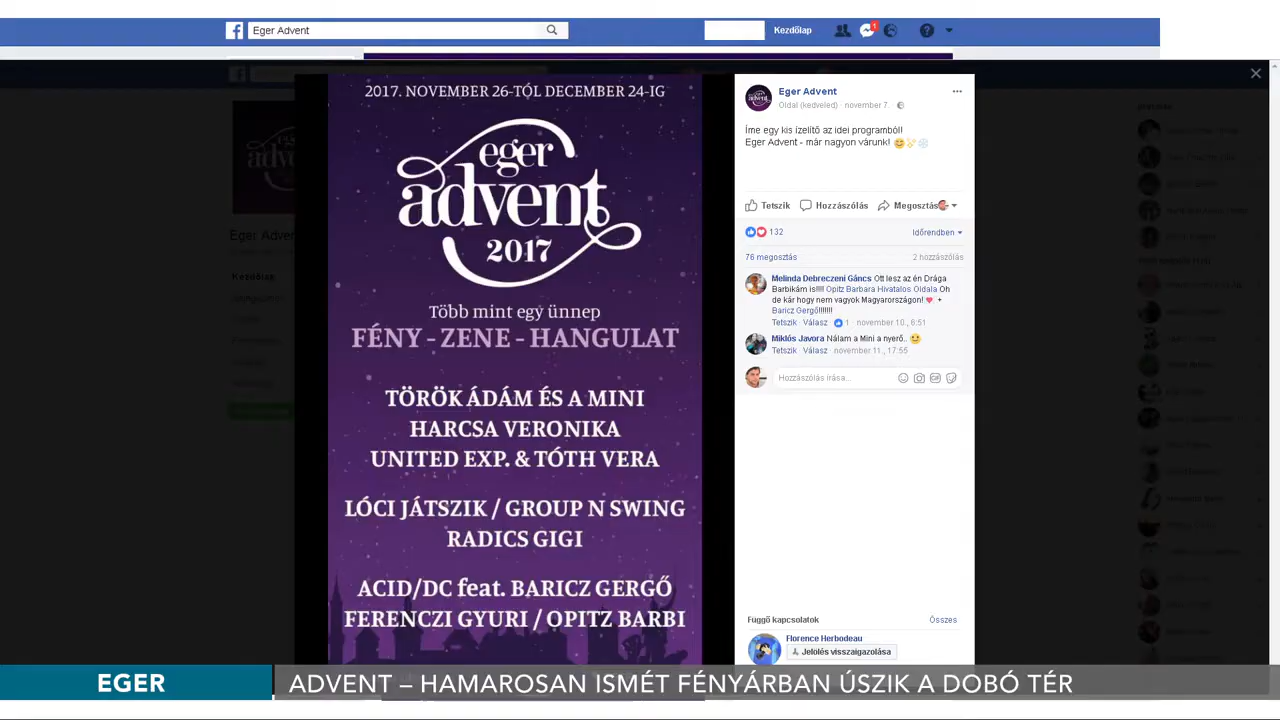 Eger Advent
Kezdőlap
1
2017. NOVEMBER 26-TÓL DECEMBER 24-IG
eger
advent
2017
Több mint egy ünnep
FÉNY - ZENE - HANGULAT
TÖRÖK ÁDÁM ÉS A MINI
HARCSA VERONIKA
UNITED EXP. & TÓTH VERA
LÓCI JÁTSZIK / GROUP N SWING
RADICS GIGI
ACID/DC feat. BARICZ GERGŐ
FERENCZI GYURI / OPITZ BARBI
Eger Advent
Oldal (kedveled) · november 7.
Íme egy kis ízelítő az idei programból!
Eger Advent - már nagyon várunk! 😄✨❄
Tetszik Hozzászólás Megosztás
132 Időrendben
76 megosztás 2 hozzászólás
Melinda Debreczeni Gáncs Ott lesz az én Drága
Barbikám is!!!! Opitz Barbara Hivatalos Oldala Oh
de kár hogy nem vagyok Magyarországon! ❤ +
Baricz Gergő!!!!!!!
Tetszik · Válasz · 1 · november 10., 6:51
Miklós Javora Nálam a Mini a nyerő..
Tetszik · Válasz · november 11., 17:55
Hozzászólás írása...
Függő kapcsolatok Összes
Florence Herbodeau
Jelölés visszaigazolása
EGER
ADVENT – HAMAROSAN ISMÉT FÉNYÁRBAN ÚSZIK A DOBÓ TÉR